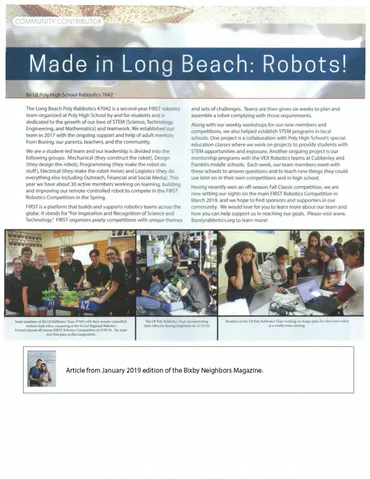 COMMUNITY CONTRIBUTOR
Made in Long Beach: Robots!
By LB Poly High School Rabbotics 7042
The Long Beach Poly Rabbotics #7042 is a second-year FIRST robotics
team organized at Poly High School by and for students and is
dedicated to the growth of our love of STEM (Science, Technology,
Engineering, and Mathematics) and teamwork. We established our
team in 2017 with the ongoing support and help of adult mentors
from Boeing, our parents, teachers, and the community.
We are a student-led team and our leadership is divided into the
following groups: Mechanical (they construct the robot), Design
(they design the robot), Programming (they make the robot do
stuff), Electrical (they make the robot move) and Logistics (they do
everything else including Outreach, Financial and Social Media). This
year we have about 30 active members working on learning, building
and improving our remote-controlled robot to compete in the FIRST
Robotics Competition in the Spring.
FIRST is a platform that builds and supports robotics teams across the
globe. It stands for "For Inspiration and Recognition of Science and
Technology." FIRST organizes yearly competitions with unique themes
and sets of challenges. Teams are then given six weeks to plan and
assemble a robot complying with those requirements.
Along with our weekly workshops for our new members and
competitions, we also helped establish STEM programs in local
schools. One project is a collaboration with Poly High School's special
education classes where we work on projects to provide students with
STEM opportunities and exposure. Another ongoing project is our
mentorship programs with the VEX Robotics teams at Cubberley and
Franklin middle schools. Each week, our team members meet with
these schools to answer questions and to teach new things they could
use later on in their own competitions and in high school.
Having recently won an off-season Fall Classic competition, we are
now setting our sights on the main FIRST Robotics Competition in
March 2019, and we hope to find sponsors and supporters in our
community. We would love for you to learn more about our team and
how you can help support us in reaching our goals. Please visit www.
lbpolyrabbotics.org to learn more!
Article from January 2019 edition of the Bixby Neighbors Magazine.